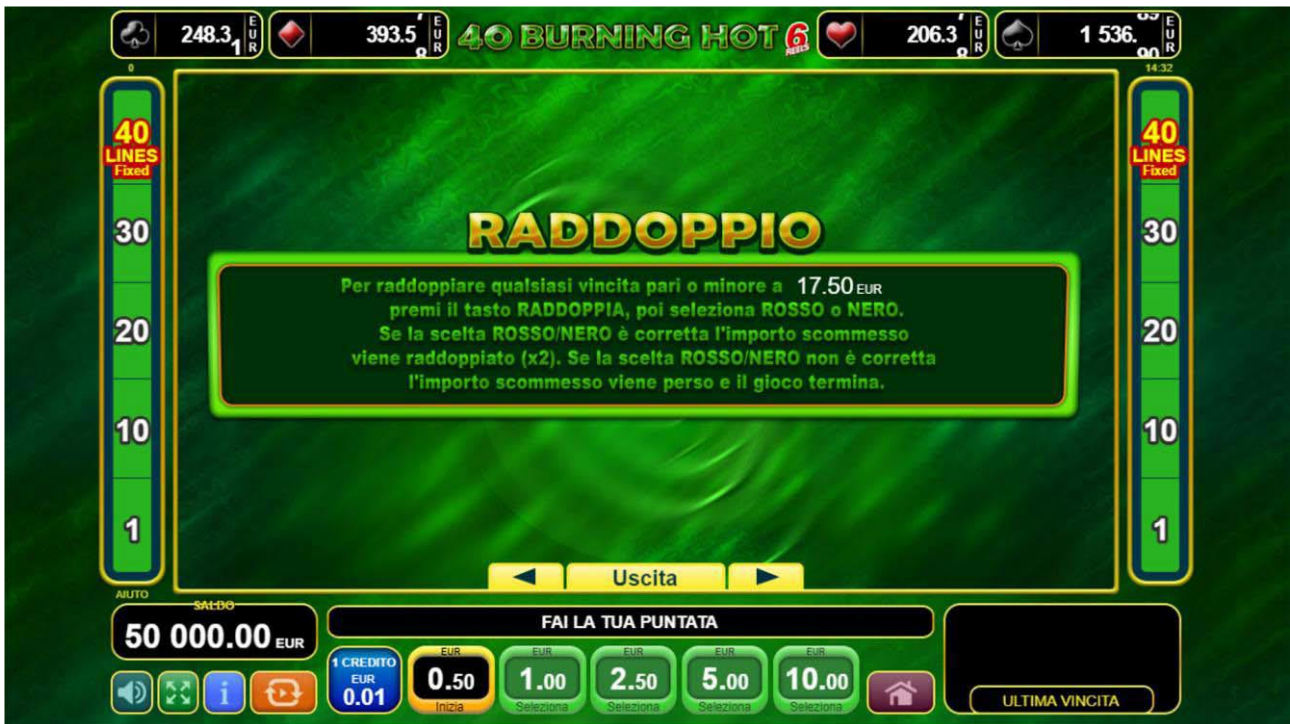 248.31 EUR
393.5 EUR
40 BURNING HOT 6 REELS
206.3 EUR
1 536. EUR
0
14:32
40
LINES
Fixed
30
20
10
1
40
LINES
Fixed
30
20
10
1
RADDOPPIO
Per raddoppiare qualsiasi vincita pari o minore a 17.50 EUR
premi il tasto RADDOPPIA, poi seleziona ROSSO o NERO.
Se la scelta ROSSO/NERO è corretta l'importo scommesso
viene raddoppiato (x2). Se la scelta ROSSO/NERO non è corretta
l'importo scommesso viene perso e il gioco termina.
Uscita
AIUTO
SALDO
50 000.00 EUR
FAI LA TUA PUNTATA
1 CREDITO
EUR
0.01
EUR
0.50
Inizia
EUR
1.00
Seleziona
EUR
2.50
Seleziona
EUR
5.00
Seleziona
EUR
10.00
Seleziona
ULTIMA VINCITA